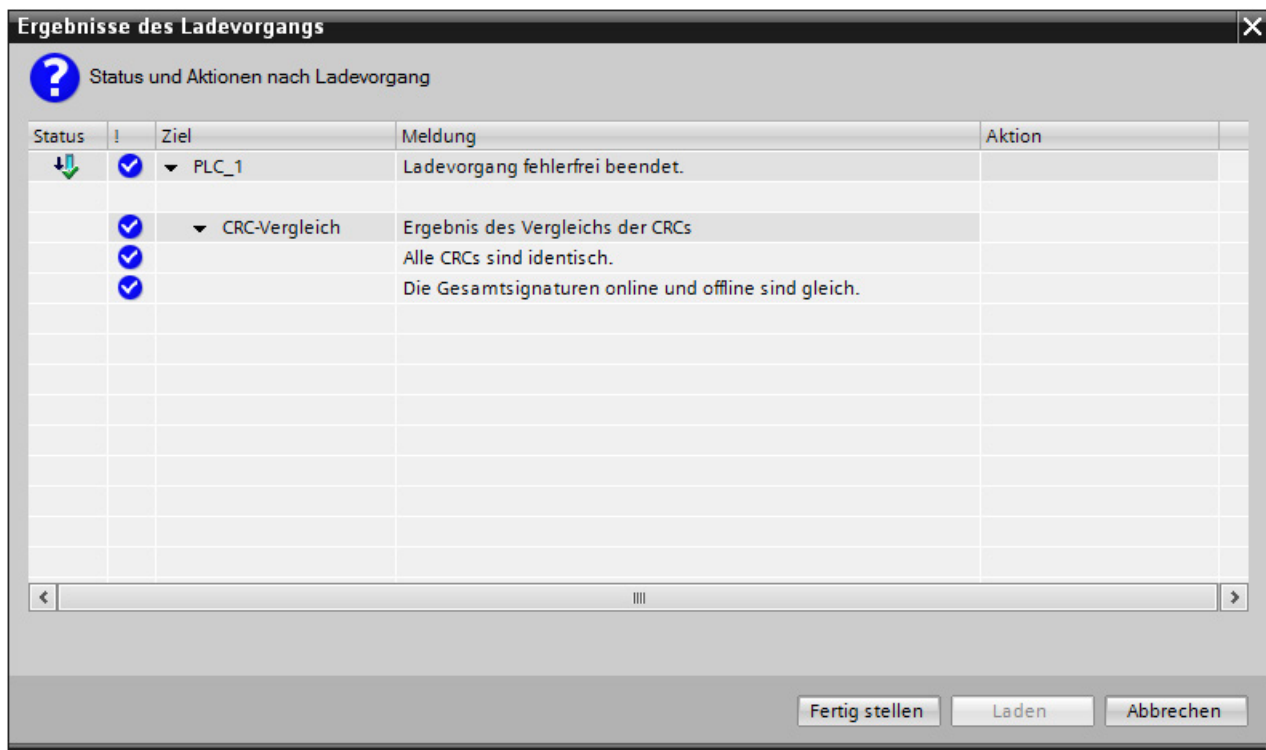 Ergebnisse des Ladevorgangs
Status und Aktionen nach Ladevorgang
Status ! Ziel Meldung Aktion
PLC_1 Ladevorgang fehlerfrei beendet.
CRC-Vergleich Ergebnis des Vergleichs der CRCs
Alle CRCs sind identisch.
Die Gesamtsignaturen online und offline sind gleich.
Fertig stellen Laden Abbrechen